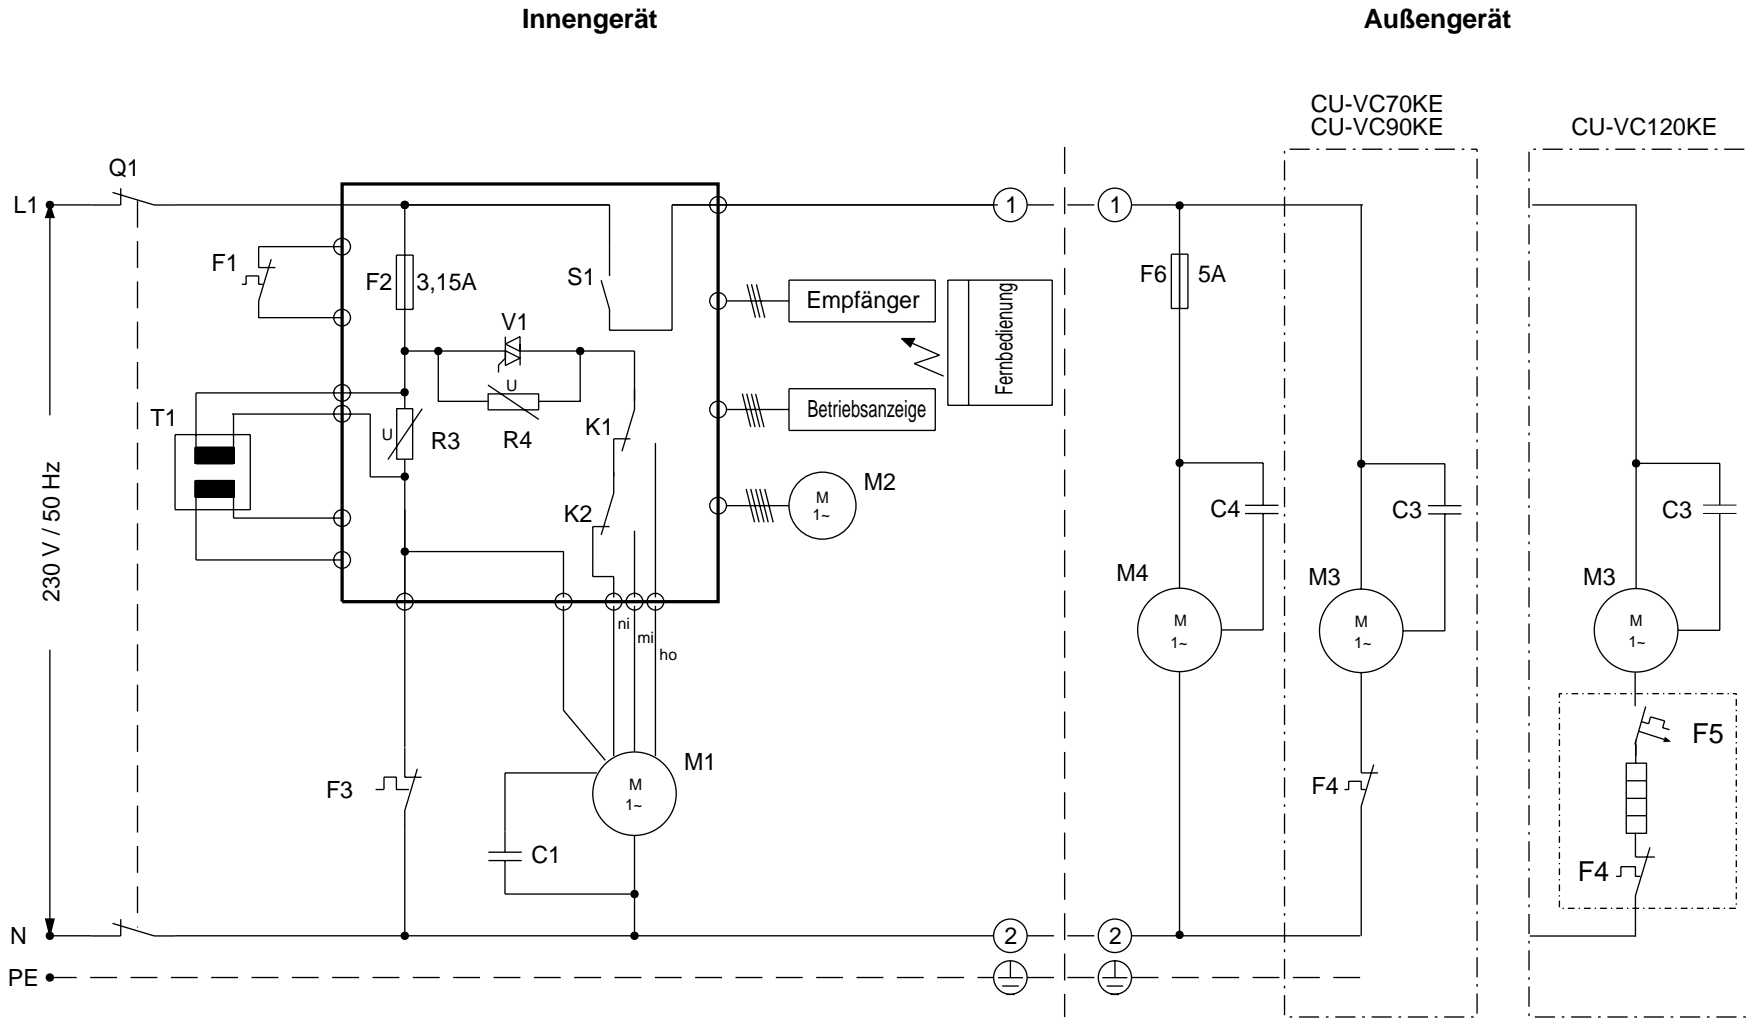 Innengerät
Außengerät
CU-VC70KE
CU-VC90KE
CU-VC120KE
Q1
L1
1
1
F1
F2
3,15A
S1
Empfänger
Fernbedienung
F6
5A
V1
U
T1
U
R3
R4
K1
Betriebsanzeige
230 V / 50 Hz
K2
M
1~
M2
C4
C3
C3
M4
M3
M3
ni
mi
ho
M
1~
M
1~
M
1~
F5
M1
F3
M
1~
F4
C1
F4
N
2
2
PE